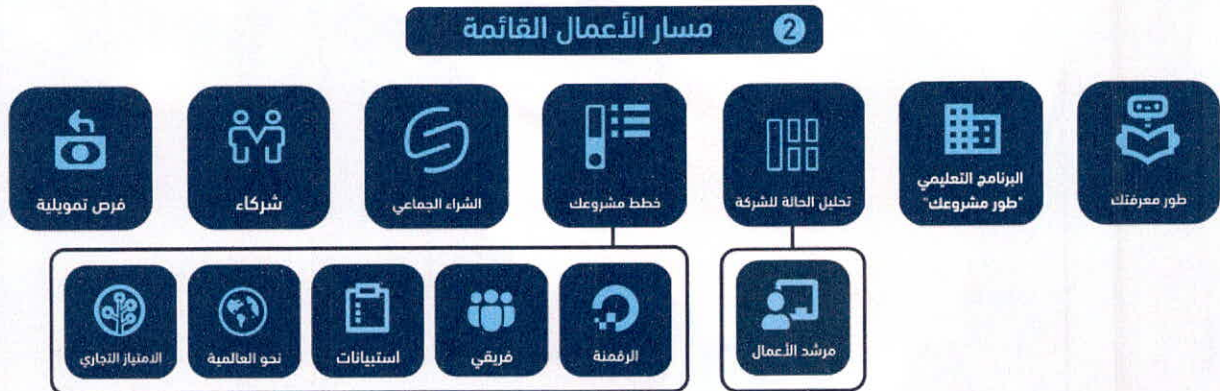 2 مسار الأعمال القائمة
طور معرفتك
البرنامج التعليمي
"طور مشروعك"
تحليل الحالة للشركة
خطط مشروعك
الشراء الجماعي
شركاء
فرص تمويلية
مرشد الأعمال
الرقمنة
فريقي
استبيانات
نحو العالمية
الامتياز التجاري